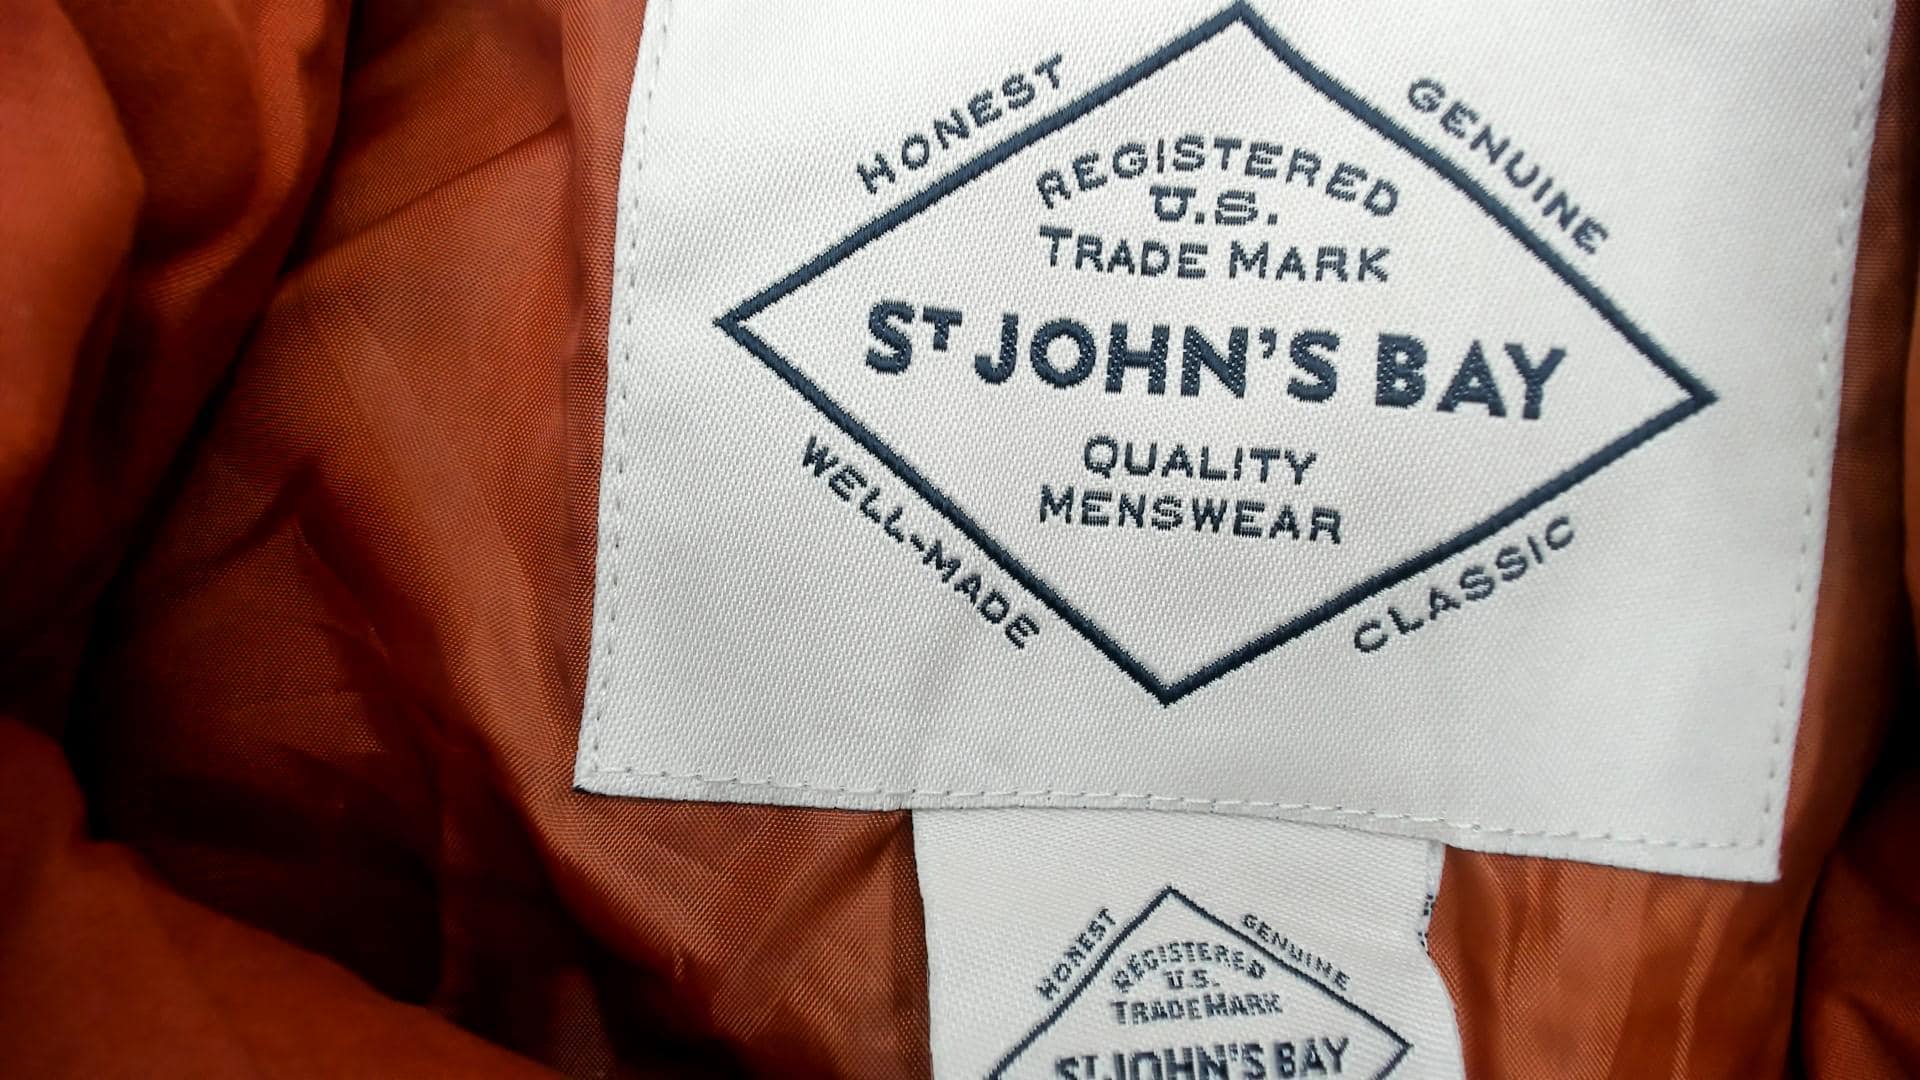 HONEST
GENUINE
REGISTERED
U.S.
TRADE MARK
ST JOHN'S BAY
QUALITY
MENSWEAR
WELL-MADE
CLASSIC
HONEST
GENUINE
REGISTERED
U.S.
TRADE MARK
ST JOHN'S BAY